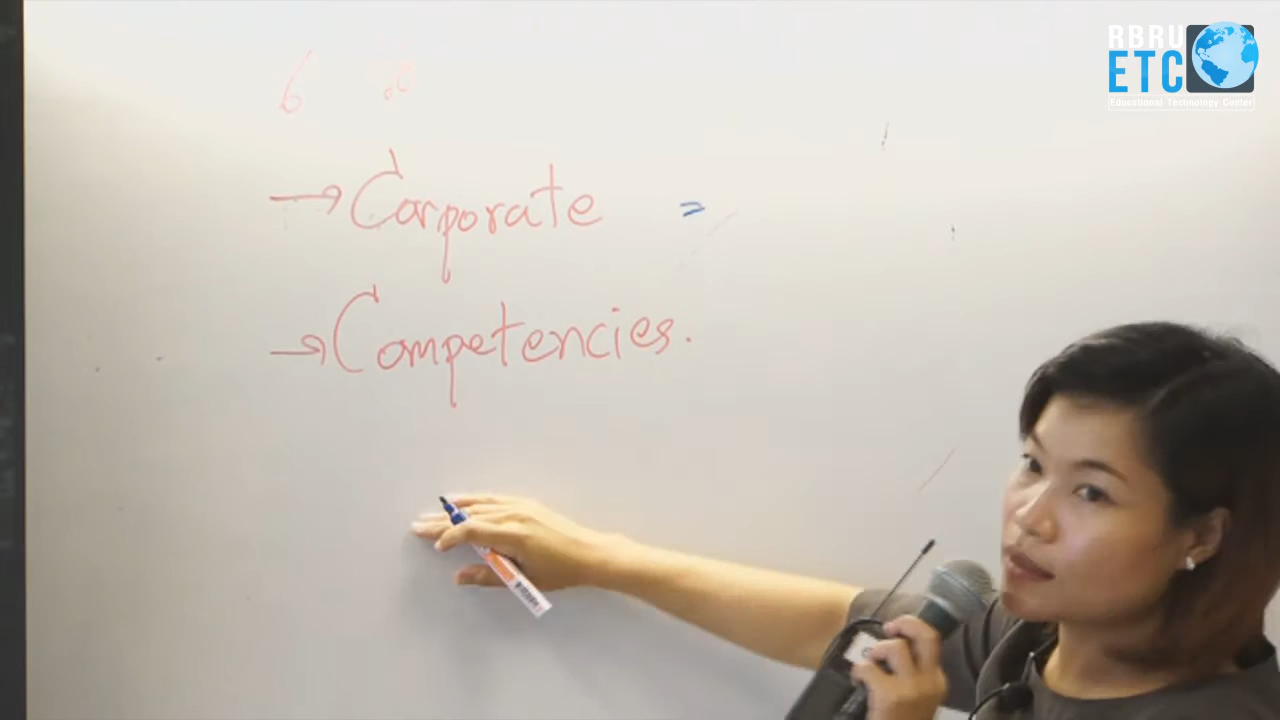 RBRU
ETC
Educational Technology Center
6
→ Corporate =
→ Competencies.